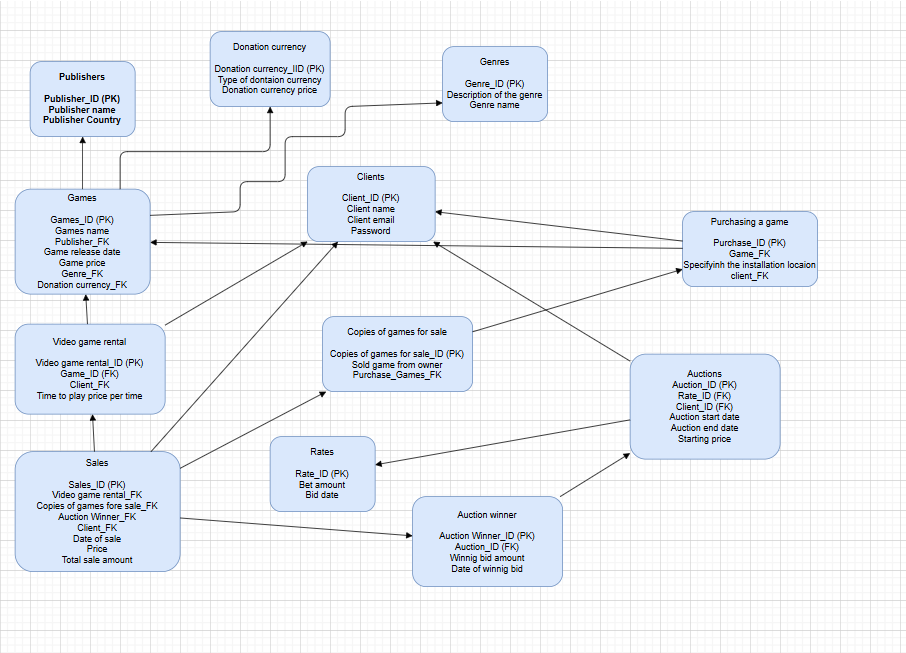 Donation currency
Donation currency_IID (PK)
Type of dontaion currency
Donation currency price
Genres
Genre_ID (PK)
Description of the genre
Genre name
Publishers
Publisher_ID (PK)
Publisher name
Publisher Country
Clients
Client_ID (PK)
Client name
Client email
Password
Games
Games_ID (PK)
Games name
Publisher_FK
Game release date
Game price
Genre_FK
Donation currency_FK
Purchasing a game
Purchase_ID (PK)
Game_FK
Specifyinh the installation locaion
client_FK
Video game rental
Video game rental_ID (PK)
Game_ID (FK)
Client_FK
Time to play price per time
Copies of games for sale
Copies of games for sale_ID (PK)
Sold game from owner
Purchase_Games_FK
Auctions
Auction_ID (PK)
Rate_ID (FK)
Client_ID (FK)
Auction start date
Auction end date
Starting price
Rates
Rate_ID (PK)
Bet amount
Bid date
Sales
Sales_ID (PK)
Video game rental_FK
Copies of games fore sale_FK
Auction Winner_FK
Client_FK
Date of sale
Price
Total sale amount
Auction winner
Auction Winner_ID (PK)
Auction_ID (FK)
Winnig bid amount
Date of winnig bid